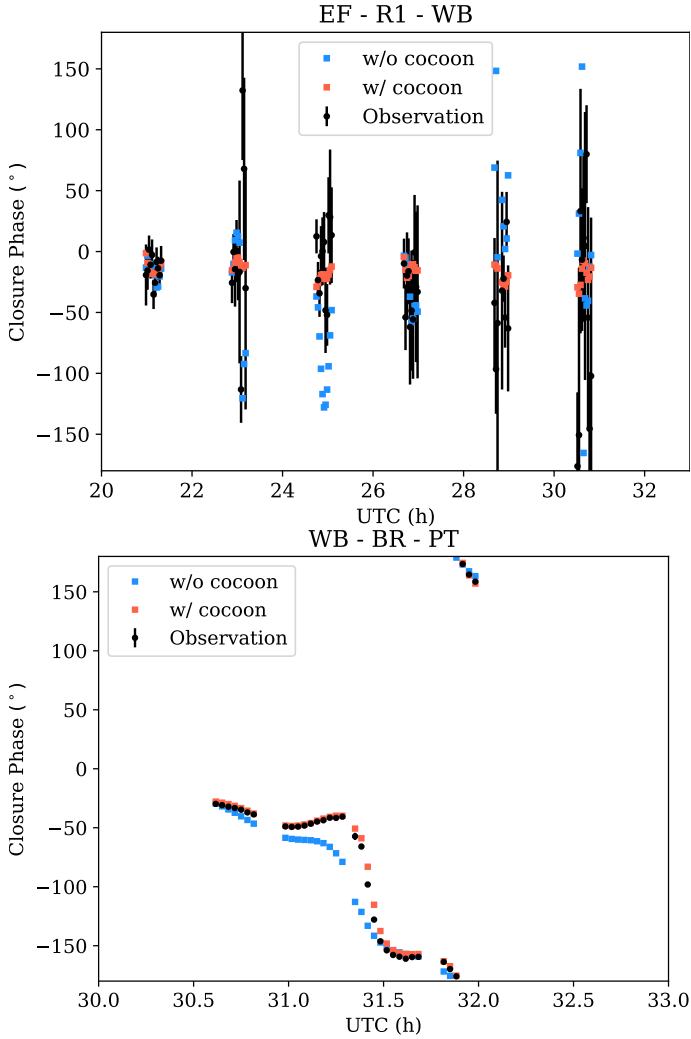 EF - R1 - WB
Closure Phase (°)
150
100
50
0
−50
−100
−150
w/o cocoon
w/ cocoon
Observation
20
22
24
26
28
30
32
UTC (h)
WB - BR - PT
Closure Phase (°)
150
100
50
0
−50
−100
−150
w/o cocoon
w/ cocoon
Observation
30.0
30.5
31.0
31.5
32.0
32.5
33.0
UTC (h)